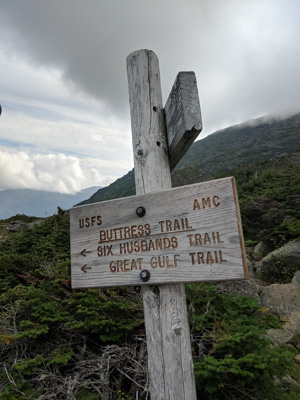 USFS AMC
BUTTRESS TRAIL
← SIX HUSBANDS TRAIL
← GREAT GULF TRAIL